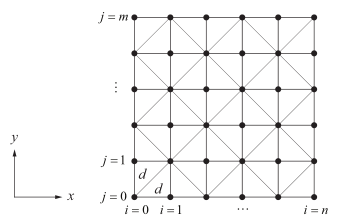 j = m
⋮
y
j = 1
d
j = 0
d
x
i = 0 i = 1 ⋯ i = n